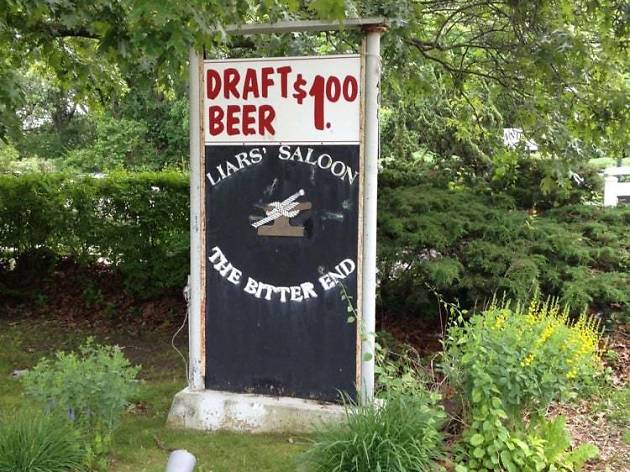 DRAFT $1.00
BEER
LIARS' SALOON
THE BITTER END